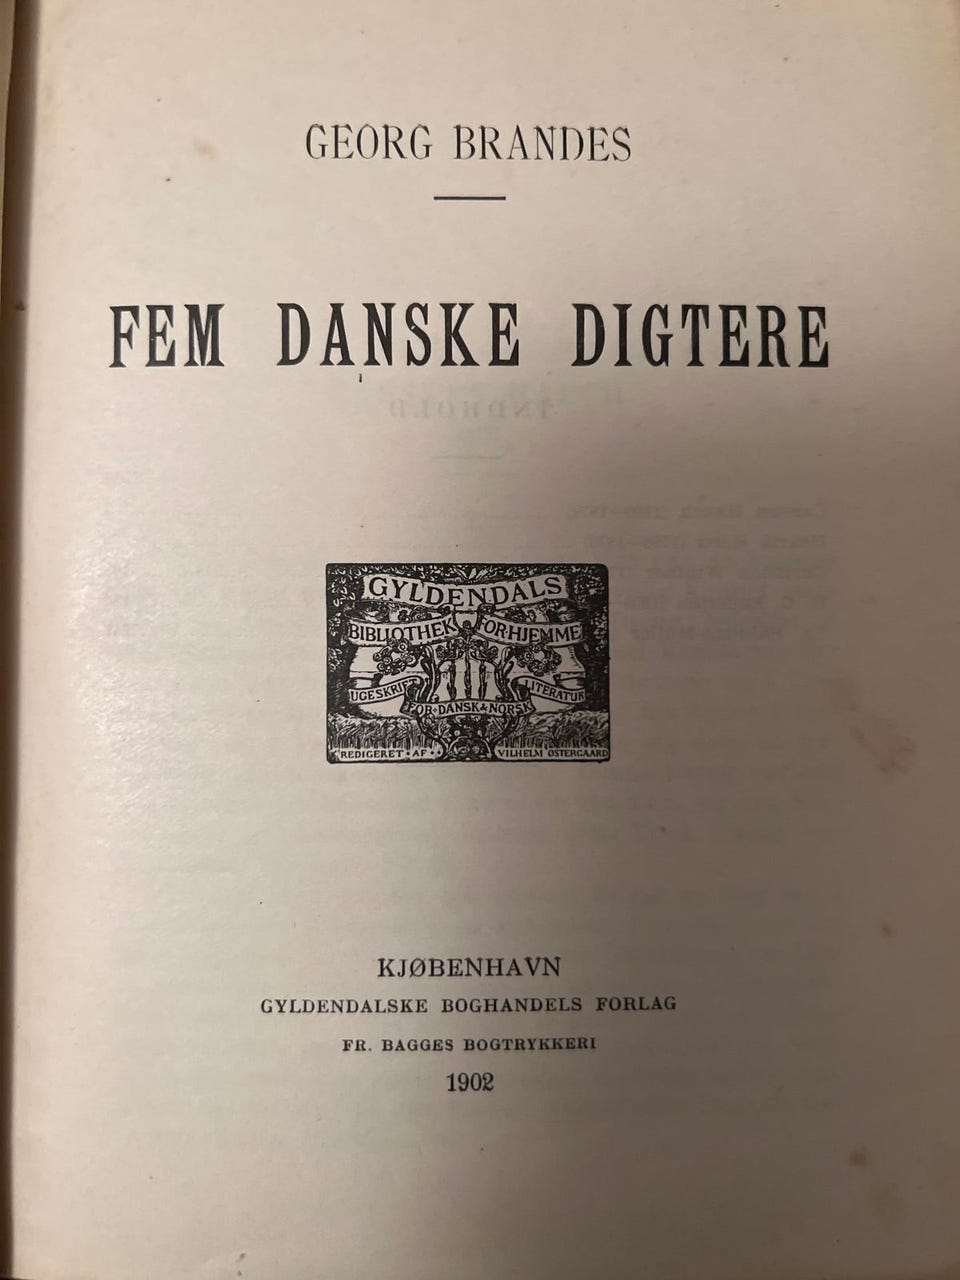 GEORG BRANDES
FEM DANSKE DIGTERE
GYLDENDALS
BIBLIOTHEK FOR HJEMME
UGESKRIFT
LITERATUR
FOR DANSK & NORSK
REDIGERET AF
VILHELM ØSTERGAARD
KJØBENHAVN
GYLDENDALSKE BOGHANDELS FORLAG
FR. BAGGES BOGTRYKKERI
1902